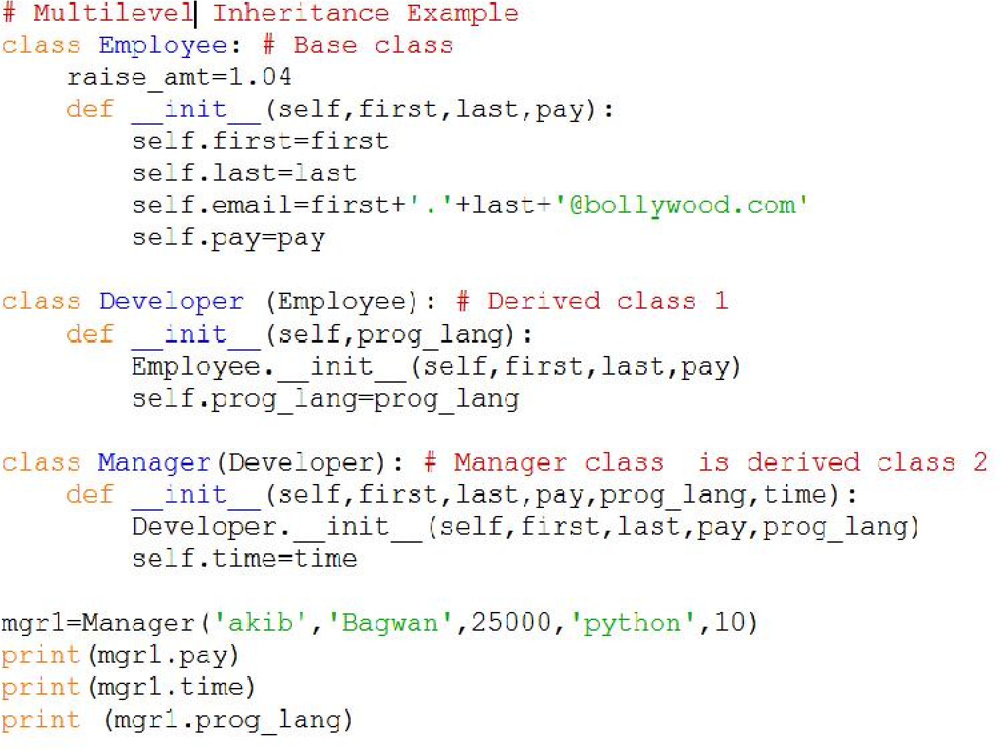 # Multilevel Inheritance Example
class Employee: # Base class
    raise_amt=1.04
    def __init__(self,first,last,pay):
        self.first=first
        self.last=last
        self.email=first+'.'+last+'@bollywood.com'
        self.pay=pay

class Developer (Employee): # Derived class 1
    def __init__(self,prog_lang):
        Employee.__init__(self,first,last,pay)
        self.prog_lang=prog_lang

class Manager(Developer): # Manager class  is derived class 2
    def __init__(self,first,last,pay,prog_lang,time):
        Developer.__init__(self,first,last,pay,prog_lang)
        self.time=time

mgr1=Manager('akib','Bagwan',25000,'python',10)
print(mgr1.pay)
print(mgr1.time)
print (mgr1.prog_lang)